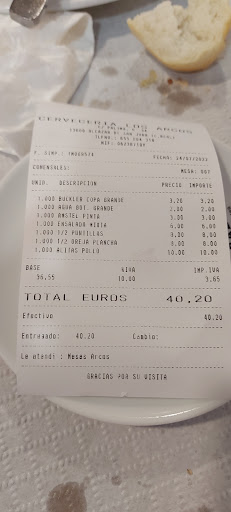 CERVECERIA LOS ARCOS
F. SIMP.: FECHA: 24/07/2023
COMENSALES: MESA: 007
UNID. DESCRIPCION PRECIO IMPORTE
1,000 BUCKLER COPA GRANDE 3.20 3.20
1,000 AGUA BOT. GRANDE 2.00 2.00
1,000 AMSTEL PINTA 3.00 3.00
1,000 ENSALADA MIXTA 6.00 6.00
1,000 1/2 PUNTILLAS 8.00 8.00
1,000 1/2 OREJA PLANCHA 8.00 8.00
1,000 ALITAS POLLO 10.00 10.00
BASE %IVA IMP.IVA
36.55 10.00 3.65
TOTAL EUROS 40,20
Efectivo 40.20
Entregado: 40.20 Cambio:
Le atendi : Mesas Arcos
GRACIAS POR SU VISITA